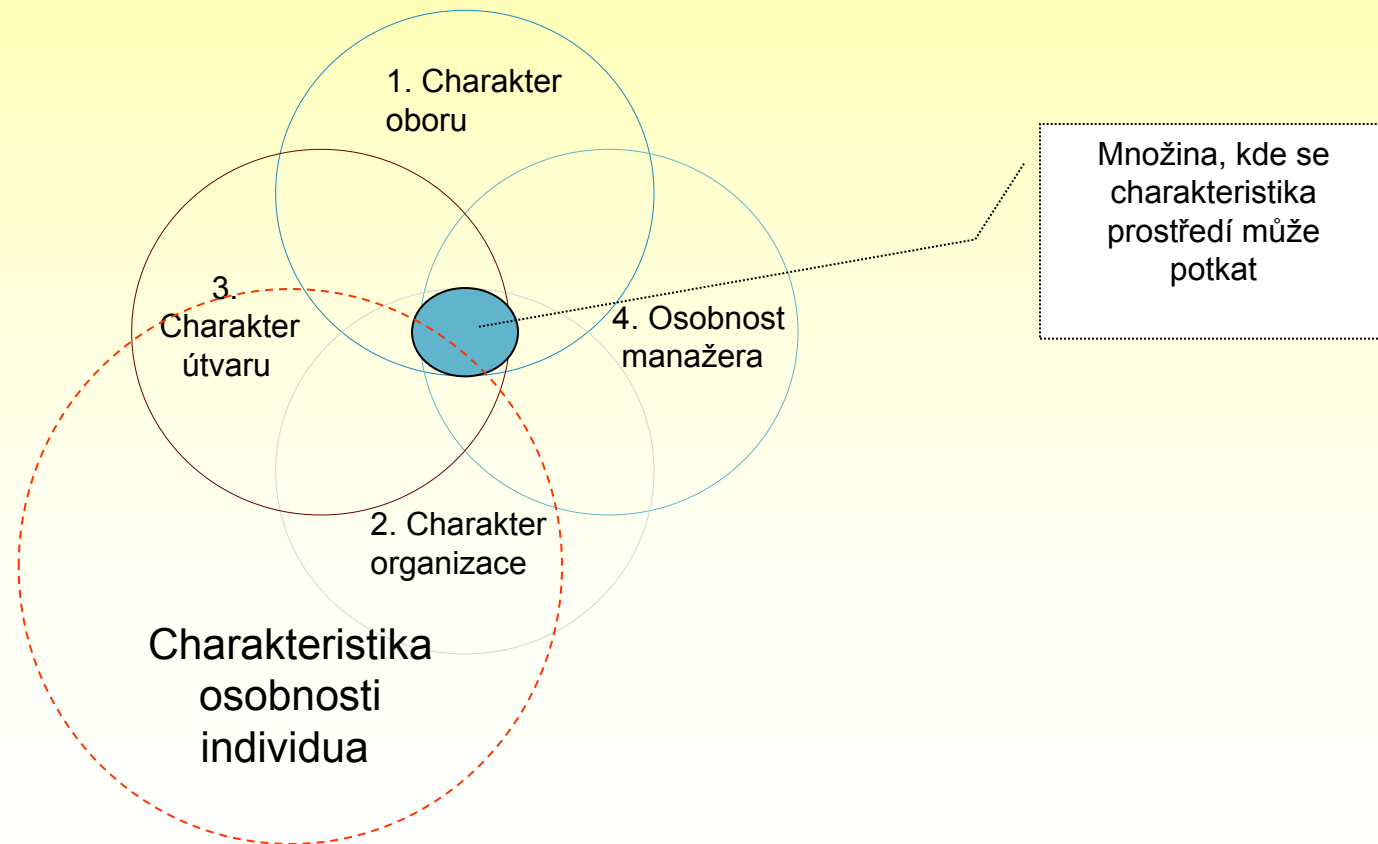 1. Charakter
oboru
Množina, kde se
charakteristika
prostředí může
potkat
3.
Charakter
útvaru
4. Osobnost
manažera
2. Charakter
organizace
Charakteristika
osobnosti
individua